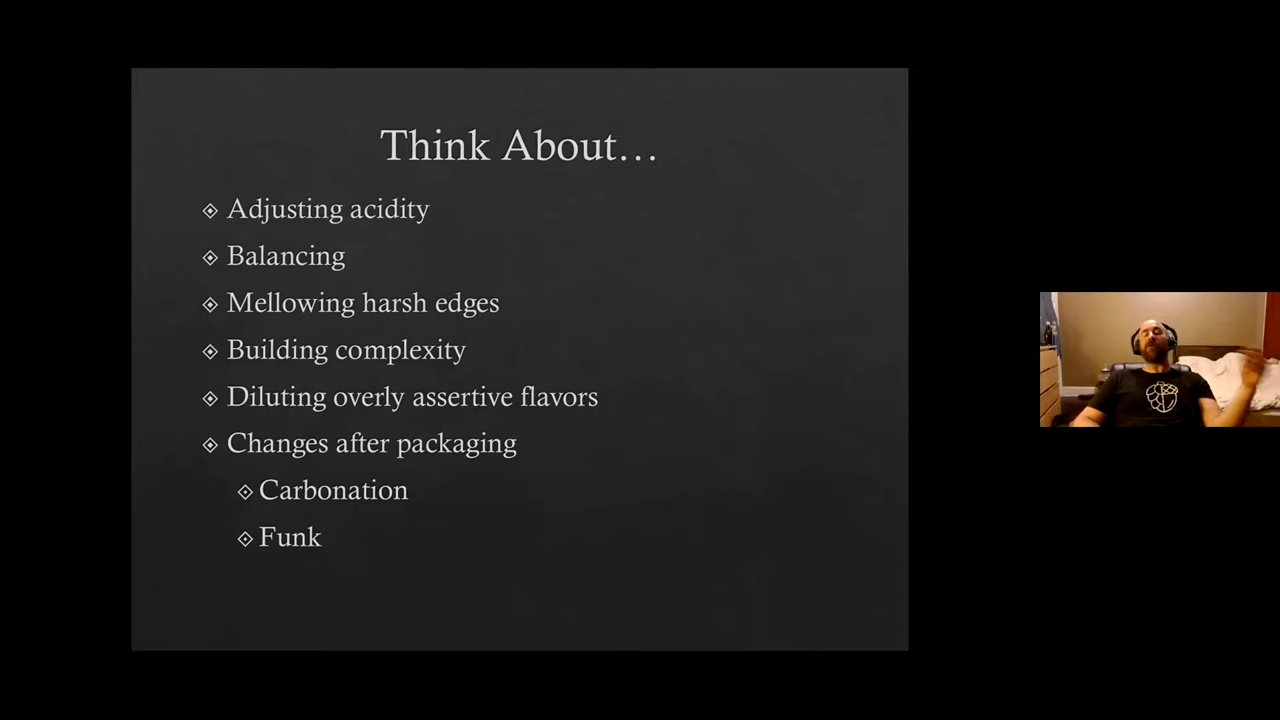 Think About…
Adjusting acidity
Balancing
Mellowing harsh edges
Building complexity
Diluting overly assertive flavors
Changes after packaging
Carbonation
Funk